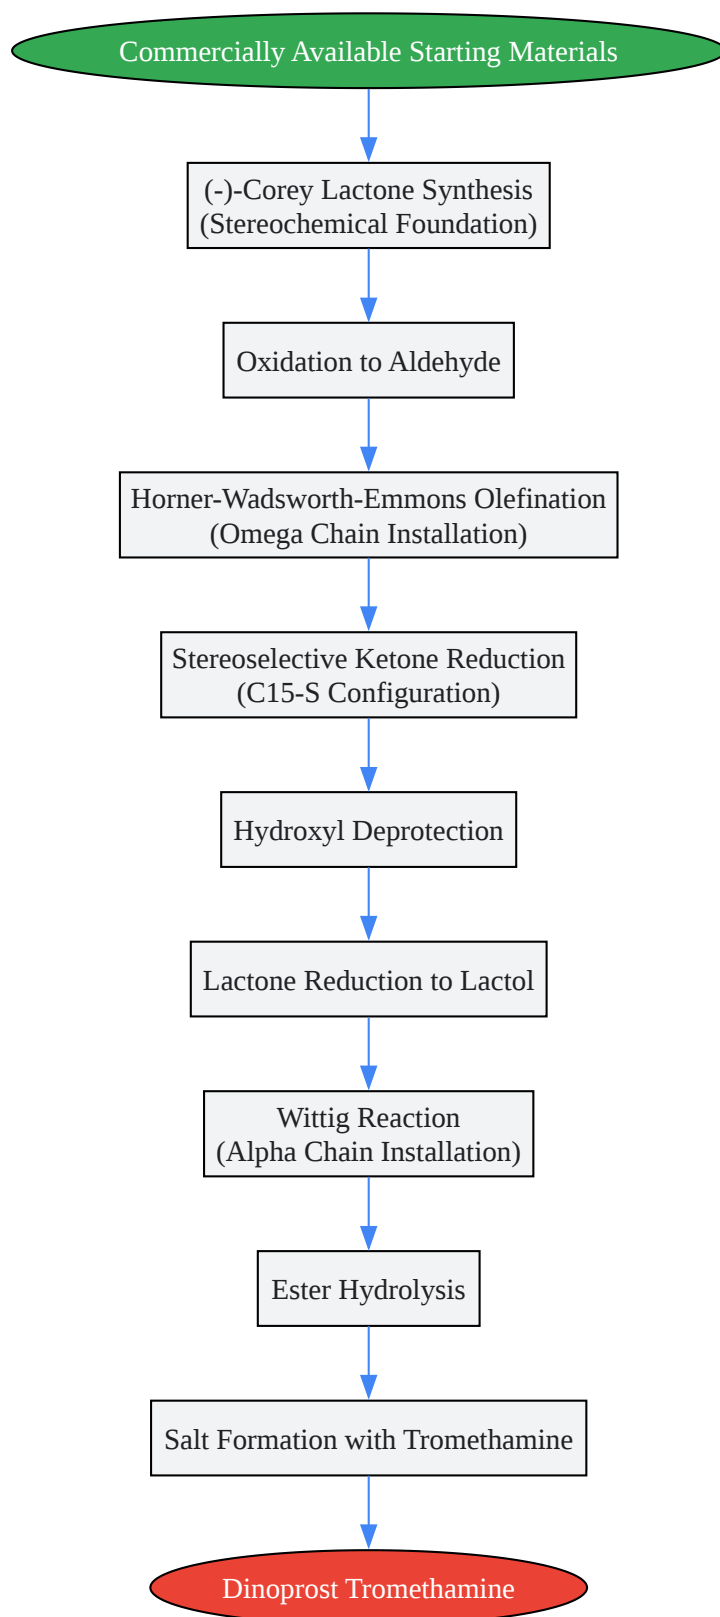 Commercially Available Starting Materials
(-)-Corey Lactone Synthesis
(Stereochemical Foundation)
Oxidation to Aldehyde
Horner-Wadsworth-Emmons Olefination
(Omega Chain Installation)
Stereoselective Ketone Reduction
(C15-S Configuration)
Hydroxyl Deprotection
Lactone Reduction to Lactol
Wittig Reaction
(Alpha Chain Installation)
Ester Hydrolysis
Salt Formation with Tromethamine
Dinoprost Tromethamine